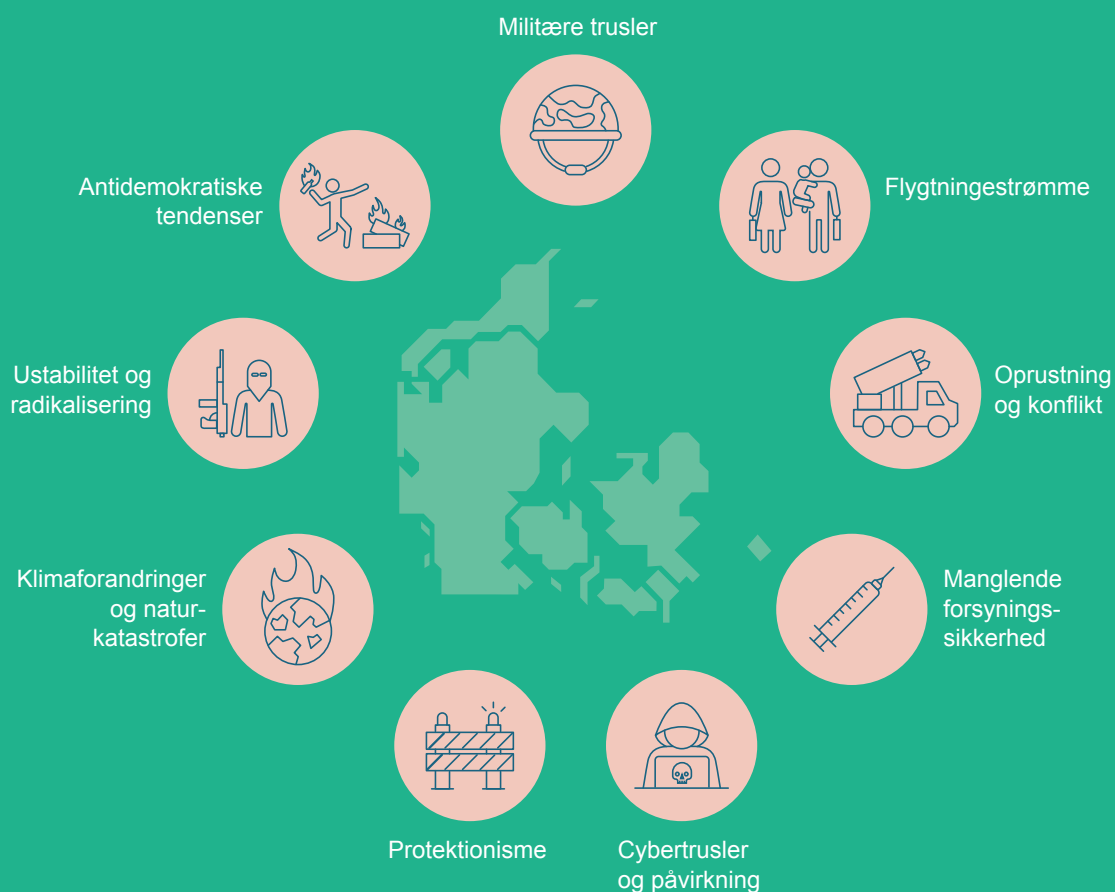 Militære trusler
Antidemokratiske
tendenser
Flygtningestrømme
Ustabilitet og
radikalisering
Oprustning
og konflikt
Klimaforandringer
og natur-
katastrofer
Manglende
forsynings-
sikkerhed
Protektionisme
Cybertrusler
og påvirkning